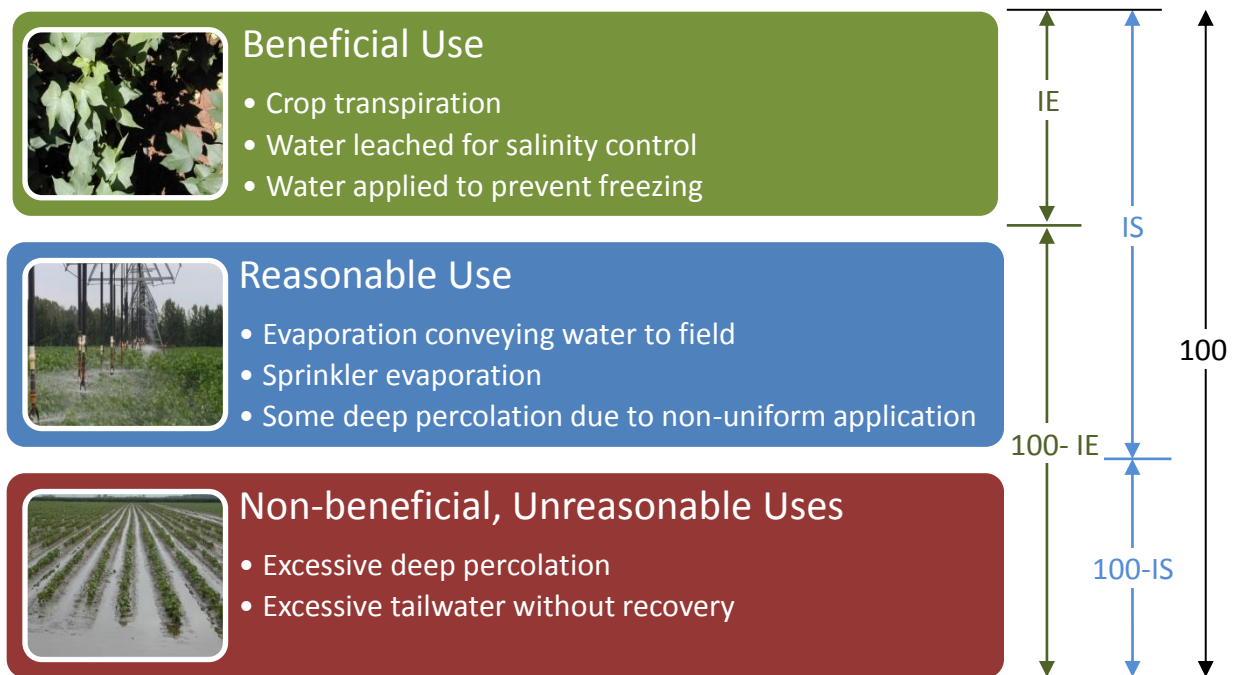 Beneficial Use
• Crop transpiration
• Water leached for salinity control
• Water applied to prevent freezing
Reasonable Use
• Evaporation conveying water to field
• Sprinkler evaporation
• Some deep percolation due to non-uniform application
Non-beneficial, Unreasonable Uses
• Excessive deep percolation
• Excessive tailwater without recovery
IE
IS
100
100- IE
100-IS